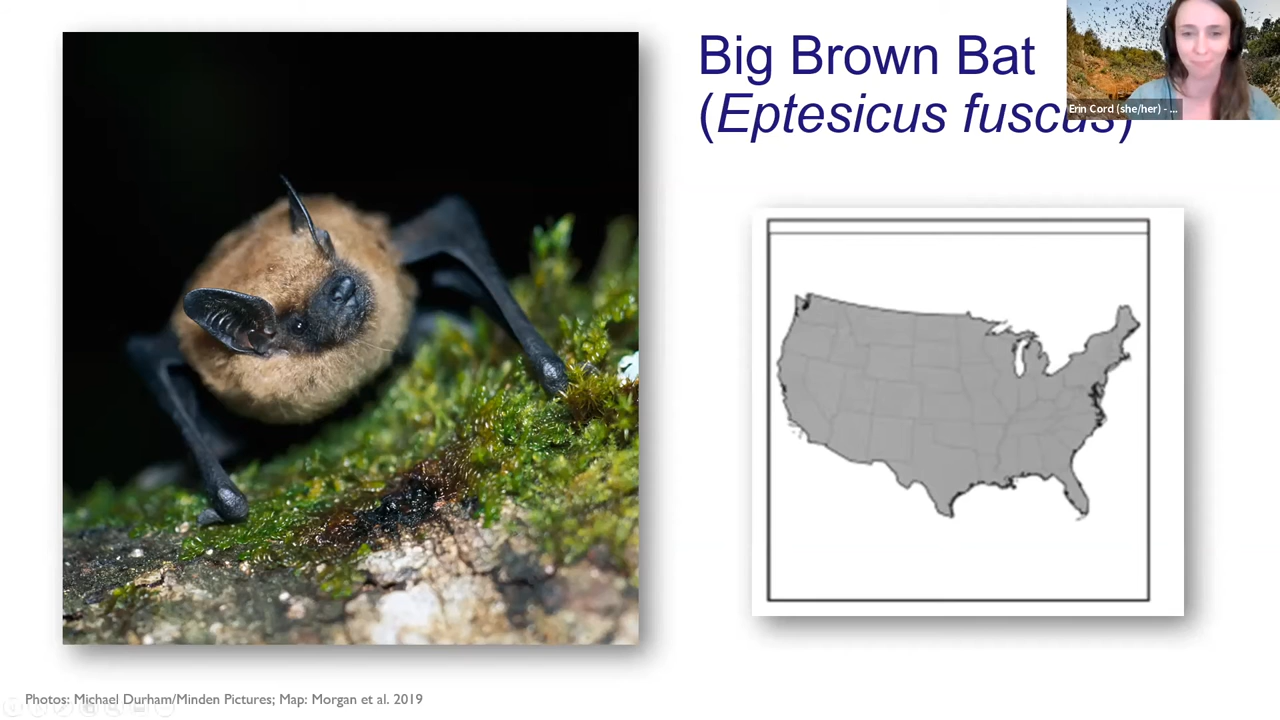 Big Brown Bat
(Eptesicus fuscus)
Erin Cord (she/her) - ...
Photos: Michael Durham/Minden Pictures; Map: Morgan et al. 2019